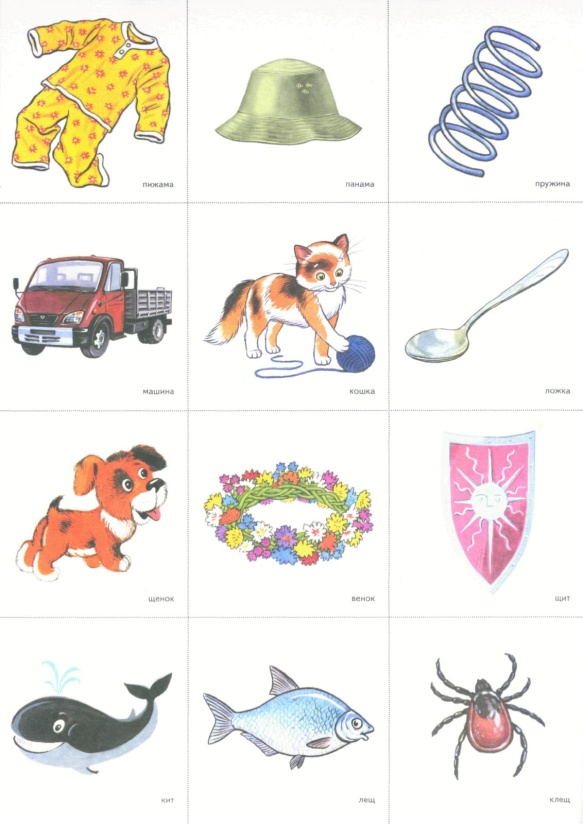 пижама
панама
пружина
машина
кошка
ложка
щенок
венок
щит
кит
лещ
клещ